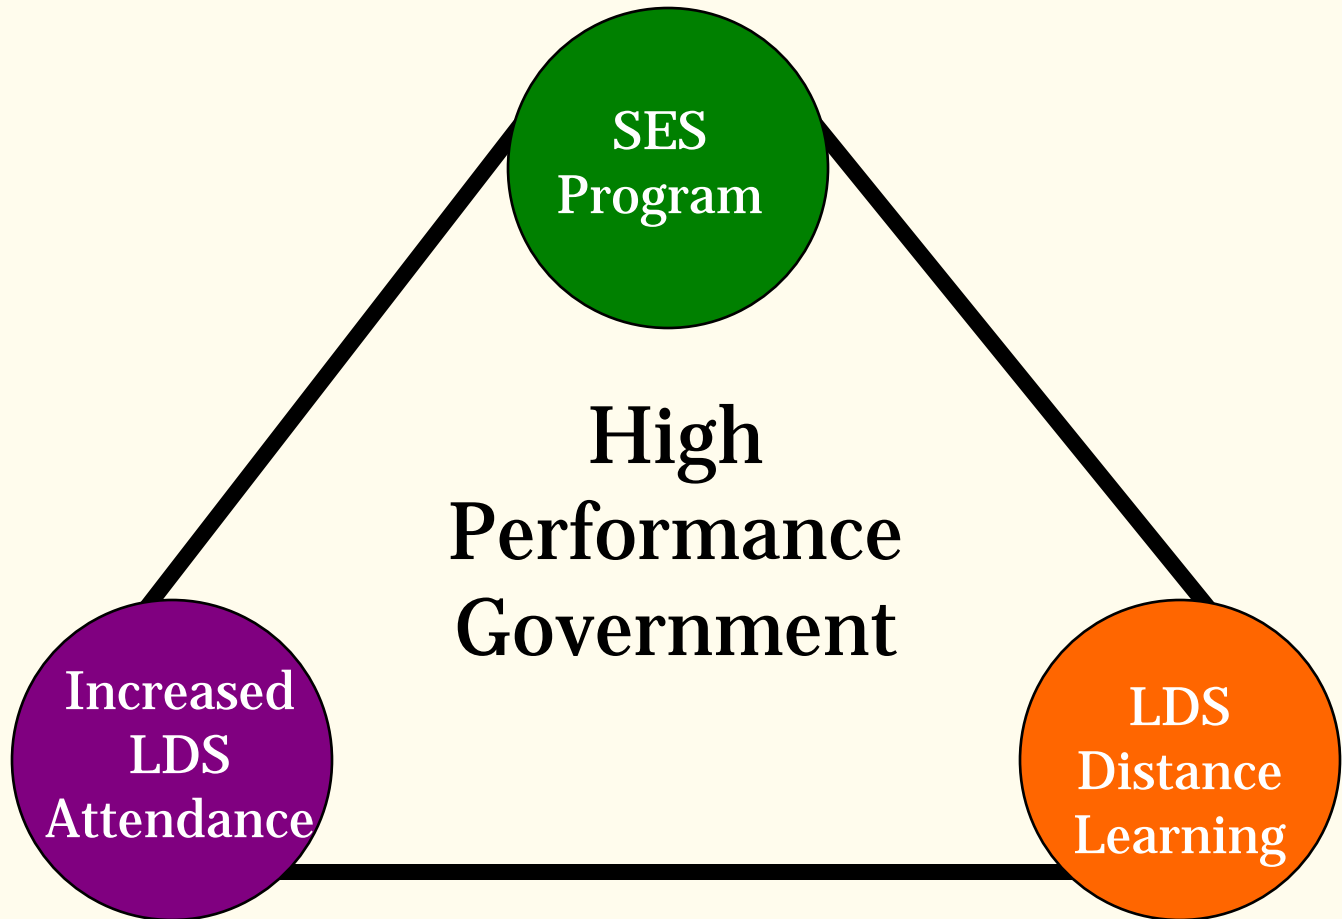 SES
Program
High
Performance
Government
Increased
LDS
Attendance
LDS
Distance
Learning